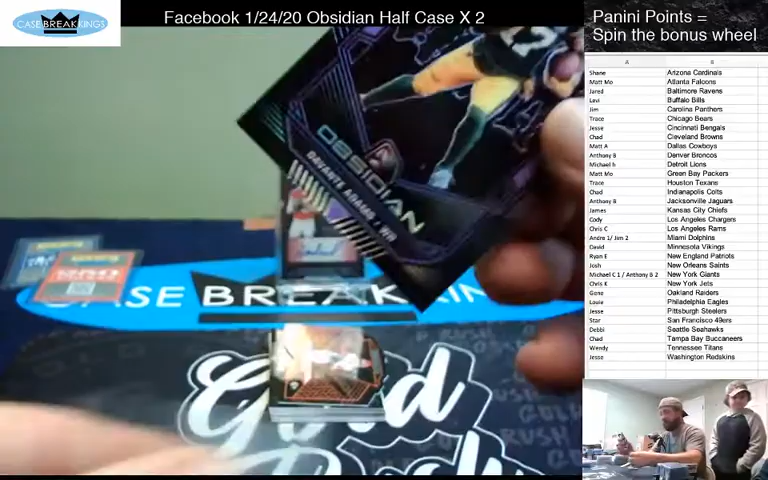 CASE BREAK KINGS
Facebook 1/24/20 Obsidian Half Case X 2
Panini Points =
Spin the bonus wheel
A B
Shane Arizona Cardinals
Matt Mo Atlanta Falcons
Jared Baltimore Ravens
Levi Buffalo Bills
Jim Carolina Panthers
Trace Chicago Bears
Jesse Cincinnati Bengals
Chad Cleveland Browns
Matt A Dallas Cowboys
Anthony B Denver Broncos
Michael h Detroit Lions
Matt Mo Green Bay Packers
Trace Houston Texans
Chad Indianapolis Colts
Anthony B Jacksonville Jaguars
James Kansas City Chiefs
Cody Los Angeles Chargers
Chris C Los Angeles Rams
Andre 1/ Jim 2 Miami Dolphins
David Minnesota Vikings
Ryan E New England Patriots
Josh New Orleans Saints
Michael C 1 / Anthony B 2 New York Giants
Chris K New York Jets
Gene Oakland Raiders
Louie Philadelphia Eagles
Jesse Pittsburgh Steelers
Star San Francisco 49ers
Debbi Seattle Seahawks
Chad Tampa Bay Buccaneers
Wendy Tennessee Titans
Jesse Washington Redskins
OBSIDIAN
DAVANTE ADAMS / WR
CASE BREAK KIN
Good